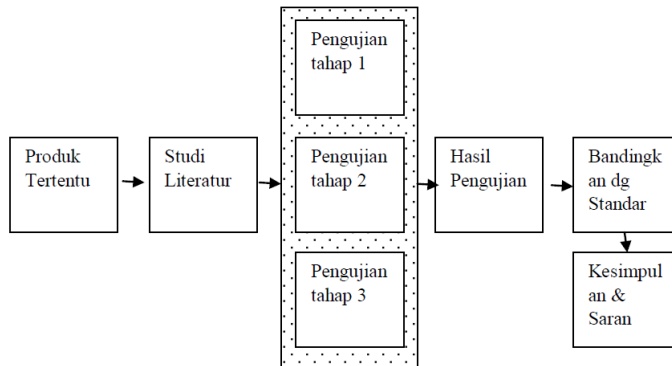 Produk
Tertentu
Studi
Literatur
Pengujian
tahap 1
Pengujian
tahap 2
Pengujian
tahap 3
Hasil
Pengujian
Bandingk
an dg
Standar
Kesimpul
an &
Saran